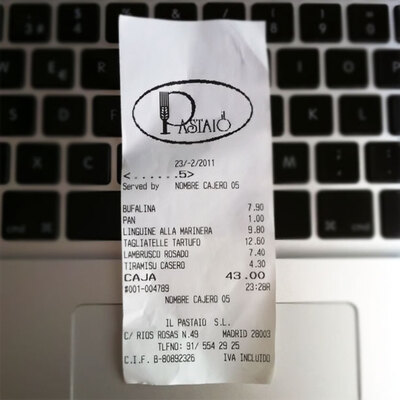 PASTAIO
23/-2/2011
<......5>
Served by NOMBRE CAJERO 05
BUFALINA 7.90
PAN 1.00
LINGUINE ALLA MARINERA 9.80
TAGLIATELLE TARTUFO 12.60
LAMBRUSCO ROSADO 7.40
TIRAMISU CASERO 4.30
CAJA 43.00
#001-004789 23:28R
NOMBRE CAJERO 05
IL PASTAIO S.L.
C/ RIOS ROSAS N.49 MADRID 28003
TLFNO: 91/ 554 29 25
C.I.F. B-80892326 IVA INCLUIDO